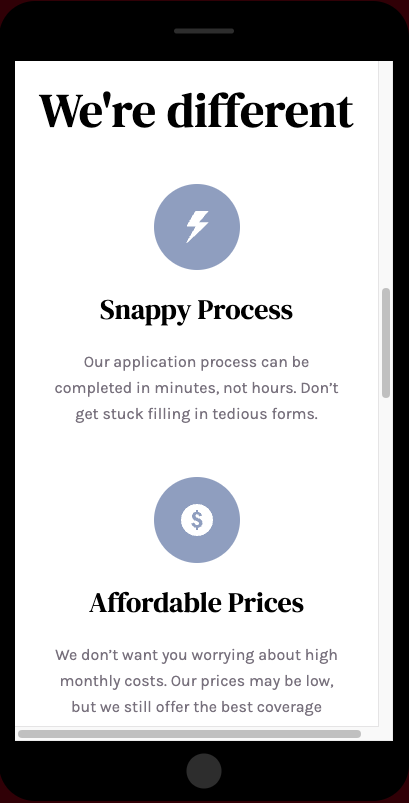 We're different
Snappy Process
Our application process can be
completed in minutes, not hours. Don’t
get stuck filling in tedious forms.
$
Affordable Prices
We don’t want you worrying about high
monthly costs. Our prices may be low,
but we still offer the best coverage